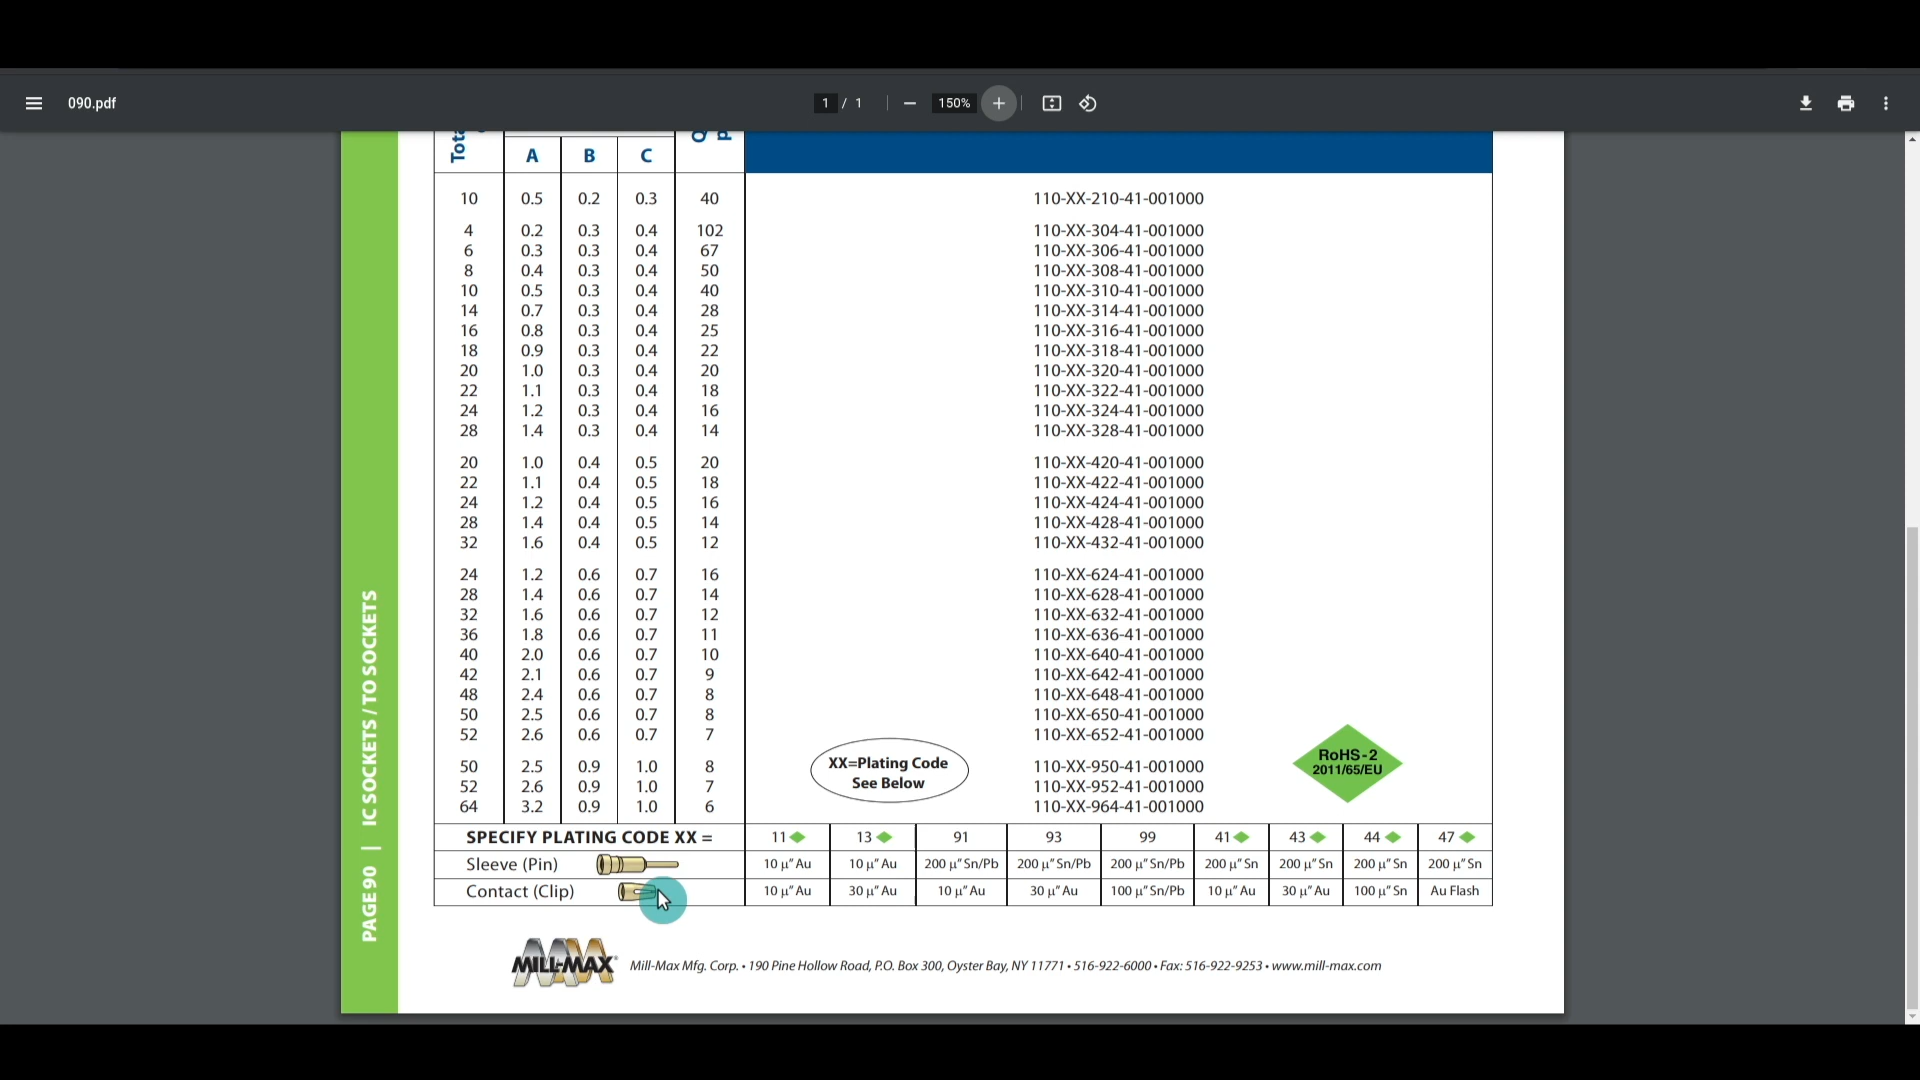 090.pdf
1 / 1
150%
Tota
A B C
10 0.5 0.2 0.3 40 110-XX-210-41-001000
4 0.2 0.3 0.4 102 110-XX-304-41-001000
6 0.3 0.3 0.4 67 110-XX-306-41-001000
8 0.4 0.3 0.4 50 110-XX-308-41-001000
10 0.5 0.3 0.4 40 110-XX-310-41-001000
14 0.7 0.3 0.4 28 110-XX-314-41-001000
16 0.8 0.3 0.4 25 110-XX-316-41-001000
18 0.9 0.3 0.4 22 110-XX-318-41-001000
20 1.0 0.3 0.4 20 110-XX-320-41-001000
22 1.1 0.3 0.4 18 110-XX-322-41-001000
24 1.2 0.3 0.4 16 110-XX-324-41-001000
28 1.4 0.3 0.4 14 110-XX-328-41-001000
20 1.0 0.4 0.5 20 110-XX-420-41-001000
22 1.1 0.4 0.5 18 110-XX-422-41-001000
24 1.2 0.4 0.5 16 110-XX-424-41-001000
28 1.4 0.4 0.5 14 110-XX-428-41-001000
32 1.6 0.4 0.5 12 110-XX-432-41-001000
24 1.2 0.6 0.7 16 110-XX-624-41-001000
28 1.4 0.6 0.7 14 110-XX-628-41-001000
32 1.6 0.6 0.7 12 110-XX-632-41-001000
36 1.8 0.6 0.7 11 110-XX-636-41-001000
40 2.0 0.6 0.7 10 110-XX-640-41-001000
42 2.1 0.6 0.7 9 110-XX-642-41-001000
48 2.4 0.6 0.7 8 110-XX-648-41-001000
50 2.5 0.6 0.7 8 110-XX-650-41-001000
52 2.6 0.6 0.7 7 110-XX-652-41-001000
50 2.5 0.9 1.0 8 110-XX-950-41-001000
52 2.6 0.9 1.0 7 110-XX-952-41-001000
64 3.2 0.9 1.0 6 110-XX-964-41-001000
XX=Plating Code
See Below
RoHS-2
2011/65/EU
SPECIFY PLATING CODE XX = 11 13 91 93 99 41 43 44 47
Sleeve (Pin) 10 µ" Au 10 µ" Au 200 µ" Sn/Pb 200 µ" Sn/Pb 200 µ" Sn/Pb 200 µ" Sn 200 µ" Sn 200 µ" Sn 200 µ" Sn
Contact (Clip) 10 µ" Au 30 µ" Au 10 µ" Au 30 µ" Au 100 µ" Sn/Pb 10 µ" Au 30 µ" Au 100 µ" Sn Au Flash
PAGE 90 | IC SOCKETS / TO SOCKETS
MILL-MAX®
Mill-Max Mfg. Corp. • 190 Pine Hollow Road, P.O. Box 300, Oyster Bay, NY 11771 • 516-922-6000 • Fax: 516-922-9253 • www.mill-max.com